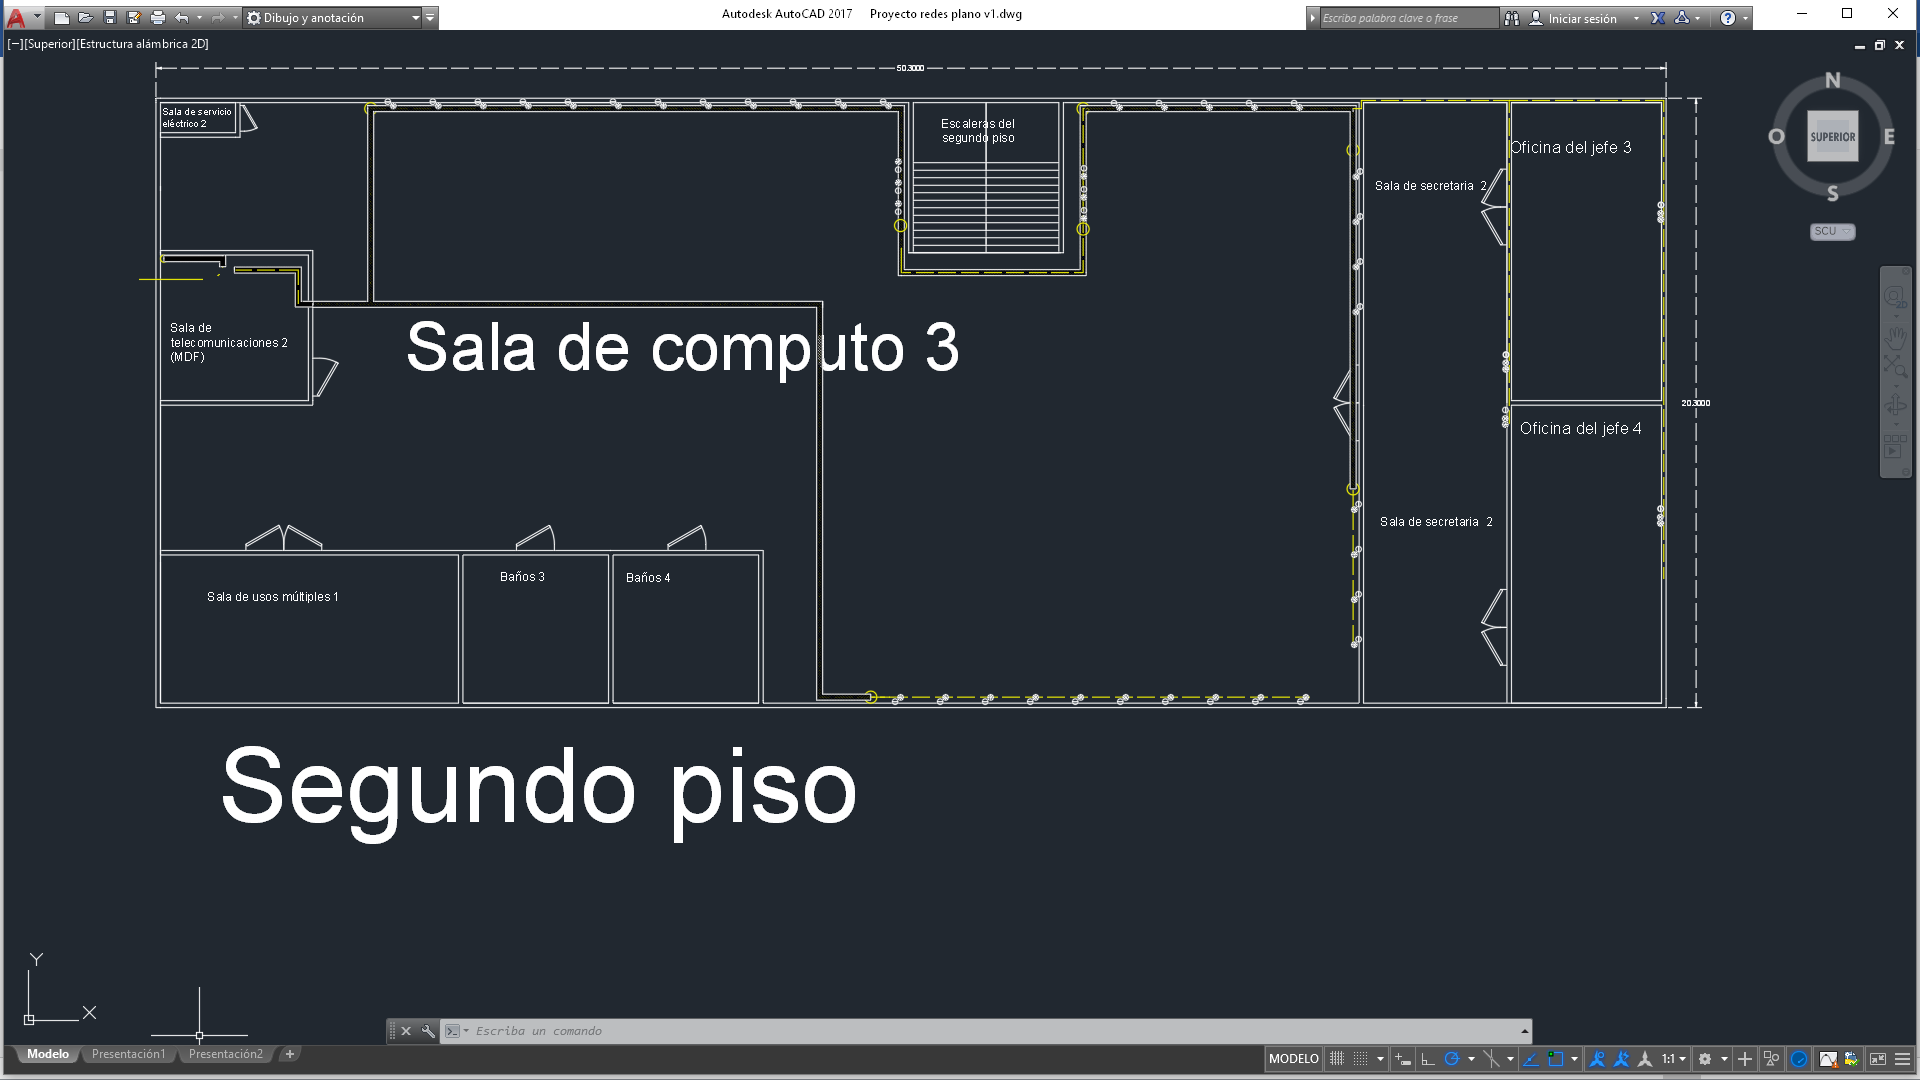 Dibujo y anotación
Autodesk AutoCAD 2017 Proyecto redes plano v1.dwg
Escriba palabra clave o frase
Iniciar sesión
[−][Superior][Estructura alámbrica 2D]
50.3000
N
O
SUPERIOR
E
S
SCU
Sala de servicio
eléctrico 2
Escaleras del
segundo piso
Oficina del jefe 3
Sala de secretaria 2
Sala de
telecomunicaciones 2
(MDF)
Sala de computo 3
20.3000
Oficina del jefe 4
Sala de secretaria 2
Baños 3
Baños 4
Sala de usos múltiples 1
Segundo piso
Y
X
Escriba un comando
Modelo
Presentación1
Presentación2
MODELO
1:1